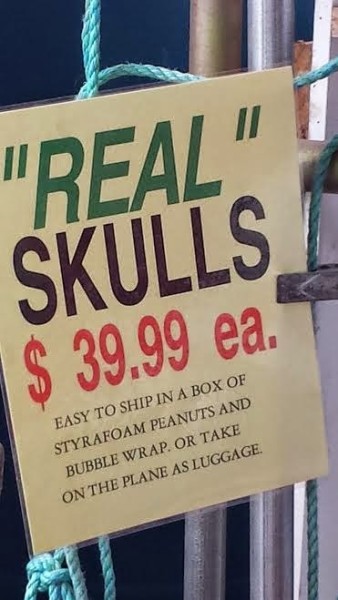 "REAL"
SKULLS
$ 39.99 ea.
EASY TO SHIP IN A BOX OF
STYRAFOAM PEANUTS AND
BUBBLE WRAP. OR TAKE
ON THE PLANE AS LUGGAGE.